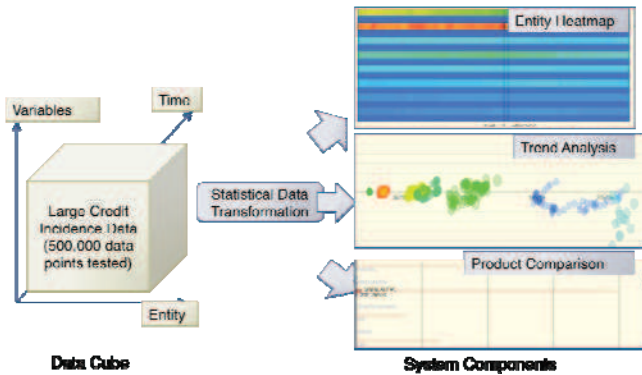 Entity Heatmap
Variables
Time
Trend Analysis
Large Credit
Incidence Data
(500,000 data
points tested)
Statistical Data
Transformation
Product Comparison
Entity
Data Cube
System Components